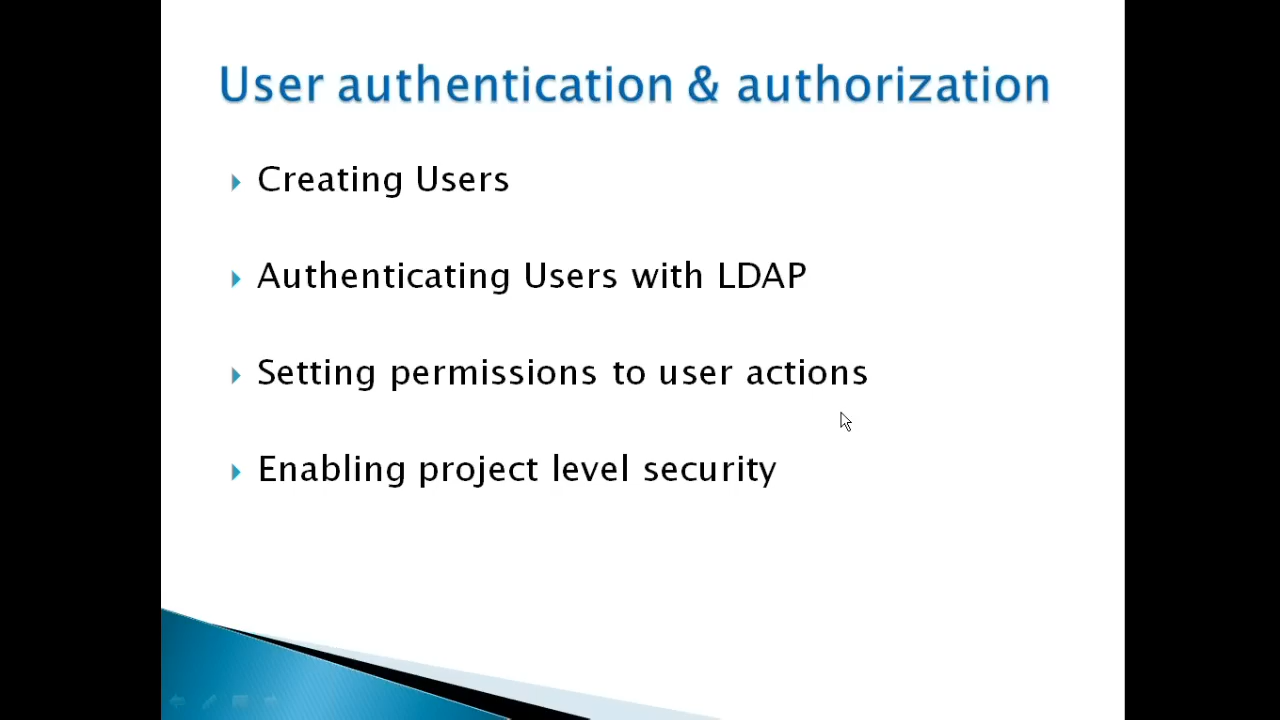 User authentication & authorization
Creating Users
Authenticating Users with LDAP
Setting permissions to user actions
Enabling project level security